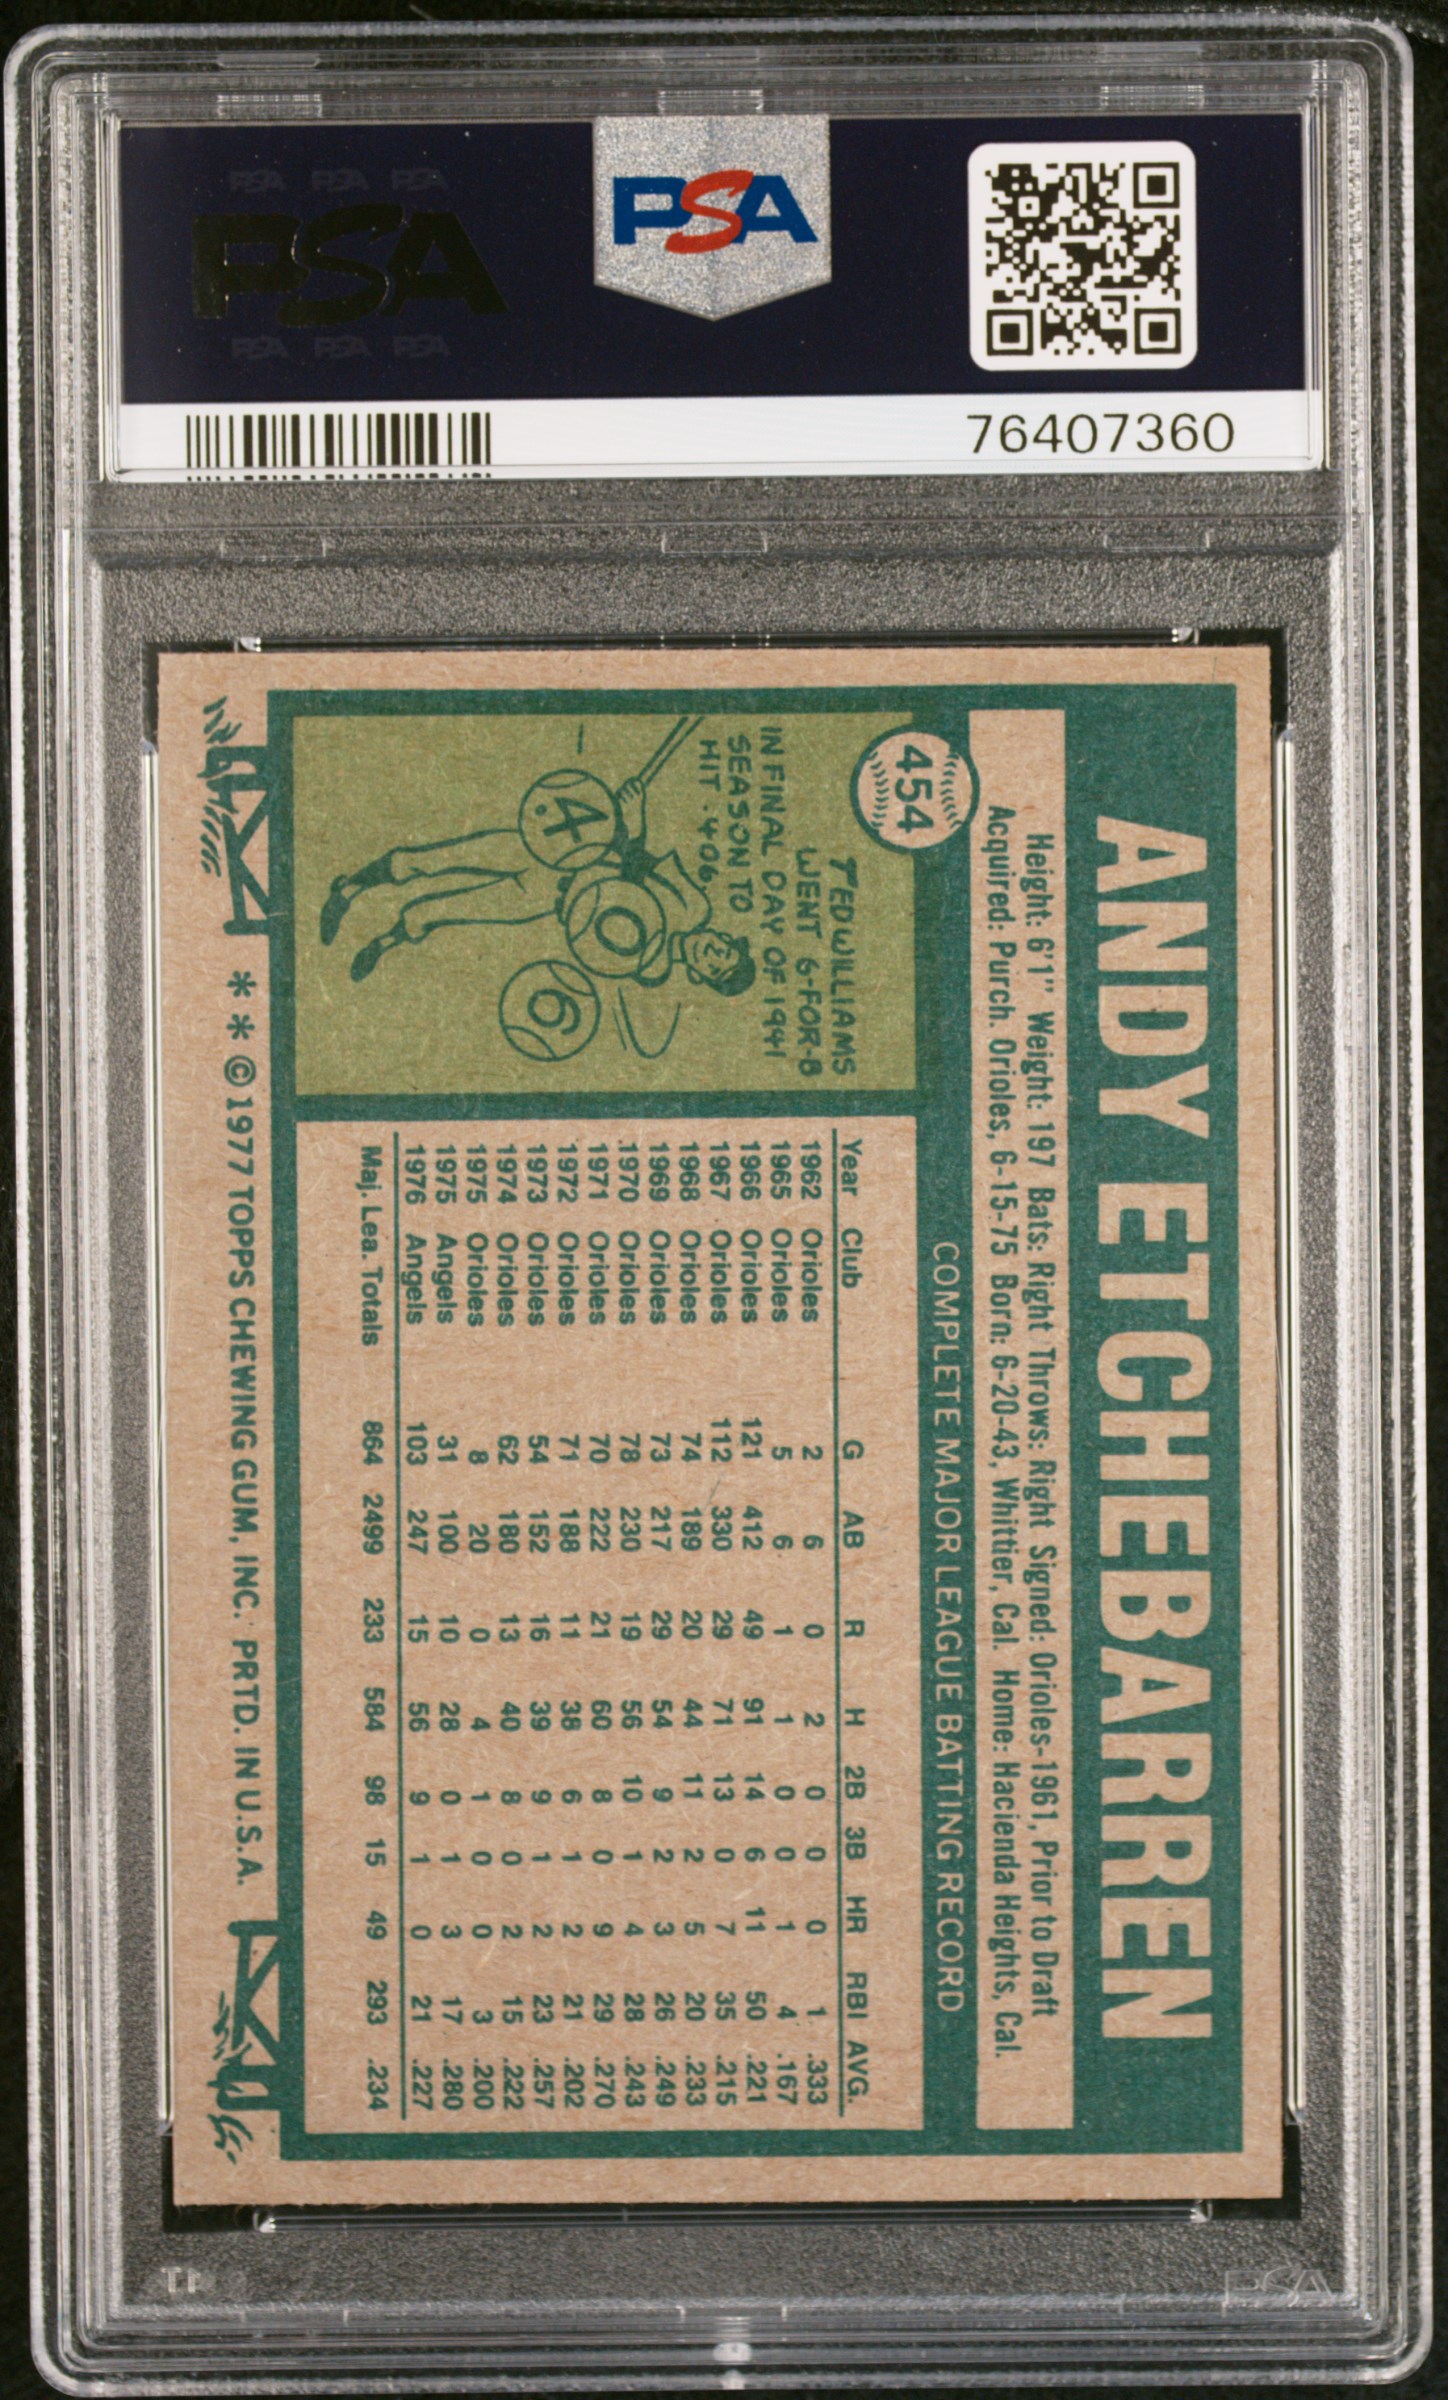 PSA PSA PSA
PSA
PSA PSA PSA
PSA
76407360
ANDY ETCHEBARREN
Height: 6'1" Weight: 197 Bats: Right Throws: Right Signed: Orioles-1961, Prior to Draft
Acquired: Purch. Orioles, 6-15-75 Born: 6-20-43, Whittier, Cal. Home: Hacienda Heights, Cal.
454
COMPLETE MAJOR LEAGUE BATTING RECORD
TED WILLIAMS
WENT 6-FOR-8
IN FINAL DAY OF 1941
SEASON TO
HIT .406.
.4
0
6
Year Club G AB R H 2B 3B HR RBI AVG.
1962 Orioles 2 6 0 2 0 0 0 1 .333
1965 Orioles 5 6 1 1 0 0 1 4 .167
1966 Orioles 121 412 49 91 14 6 11 50 .221
1967 Orioles 112 330 29 71 13 0 7 35 .215
1968 Orioles 74 189 20 44 11 2 5 20 .233
1969 Orioles 73 217 29 54 9 2 3 26 .249
1970 Orioles 78 230 19 56 10 1 4 28 .243
1971 Orioles 70 222 21 60 8 0 9 29 .270
1972 Orioles 71 188 11 38 6 1 2 21 .202
1973 Orioles 54 152 16 39 9 1 2 23 .257
1974 Orioles 62 180 13 40 8 0 2 15 .222
1975 Orioles 8 20 0 4 1 0 0 3 .200
1975 Angels 31 100 10 28 0 1 3 17 .280
1976 Angels 103 247 15 56 9 1 0 21 .227
Maj. Lea. Totals 864 2499 233 584 98 15 49 293 .234
** © 1977 TOPPS CHEWING GUM, INC. PRTD. IN U.S.A.
PSA